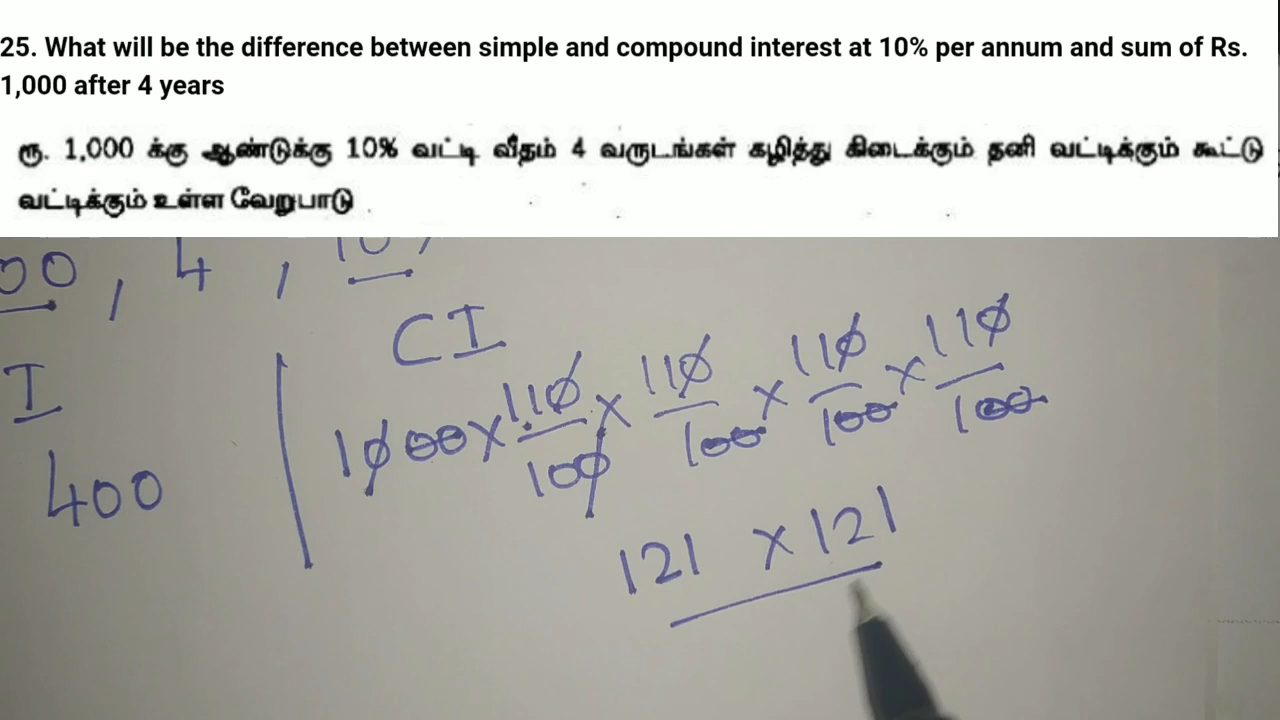 25. What will be the difference between simple and compound interest at 10% per annum and sum of Rs.
1,000 after 4 years
ரூ. 1,000 க்கு ஆண்டுக்கு 10% வட்டி வீதம் 4 வருடங்கள் கழித்து கிடைக்கும் தனி வட்டிக்கும் கூட்டு
வட்டிக்கும் உள்ள வேறுபாடு
00, 4, 10%
I CI
400 1000 × 110/100 × 110/100 × 110/100 × 110/100
121 × 121